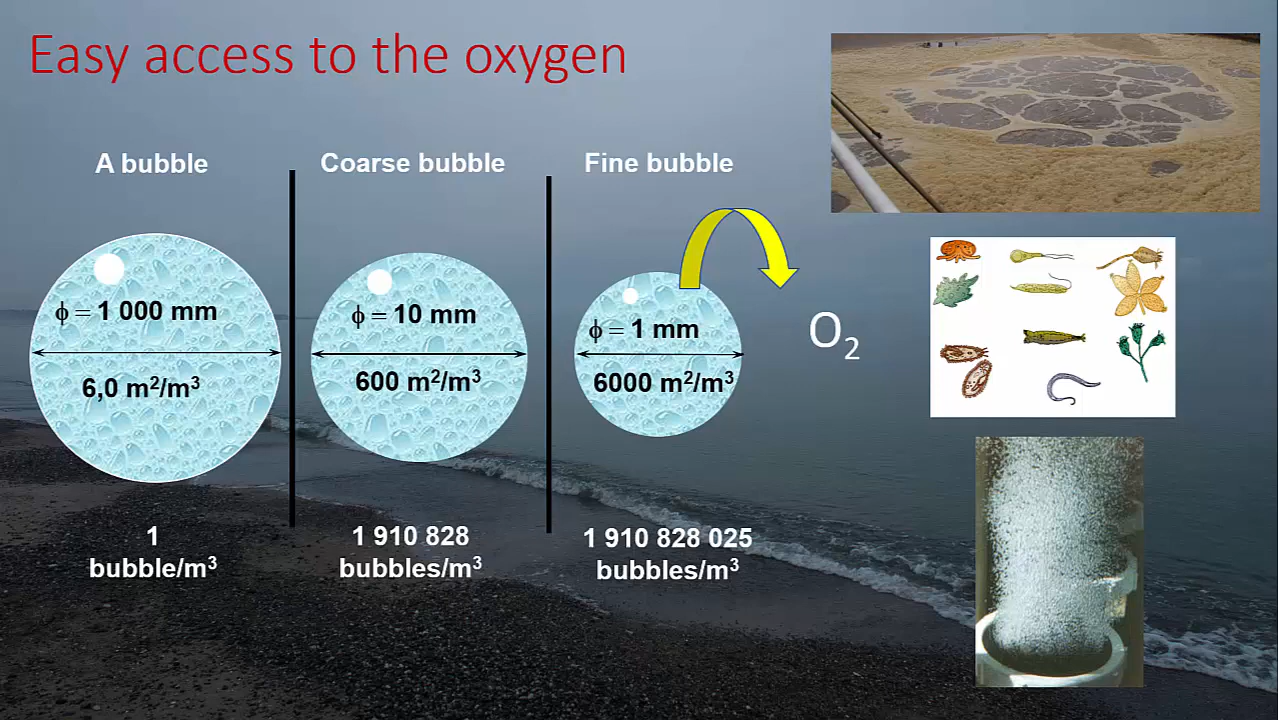 Easy access to the oxygen
A bubble
Coarse bubble
Fine bubble
ϕ = 1 000 mm
6,0 m²/m³
ϕ = 10 mm
600 m²/m³
ϕ = 1 mm
6000 m²/m³
O₂
1
bubble/m³
1 910 828
bubbles/m³
1 910 828 025
bubbles/m³